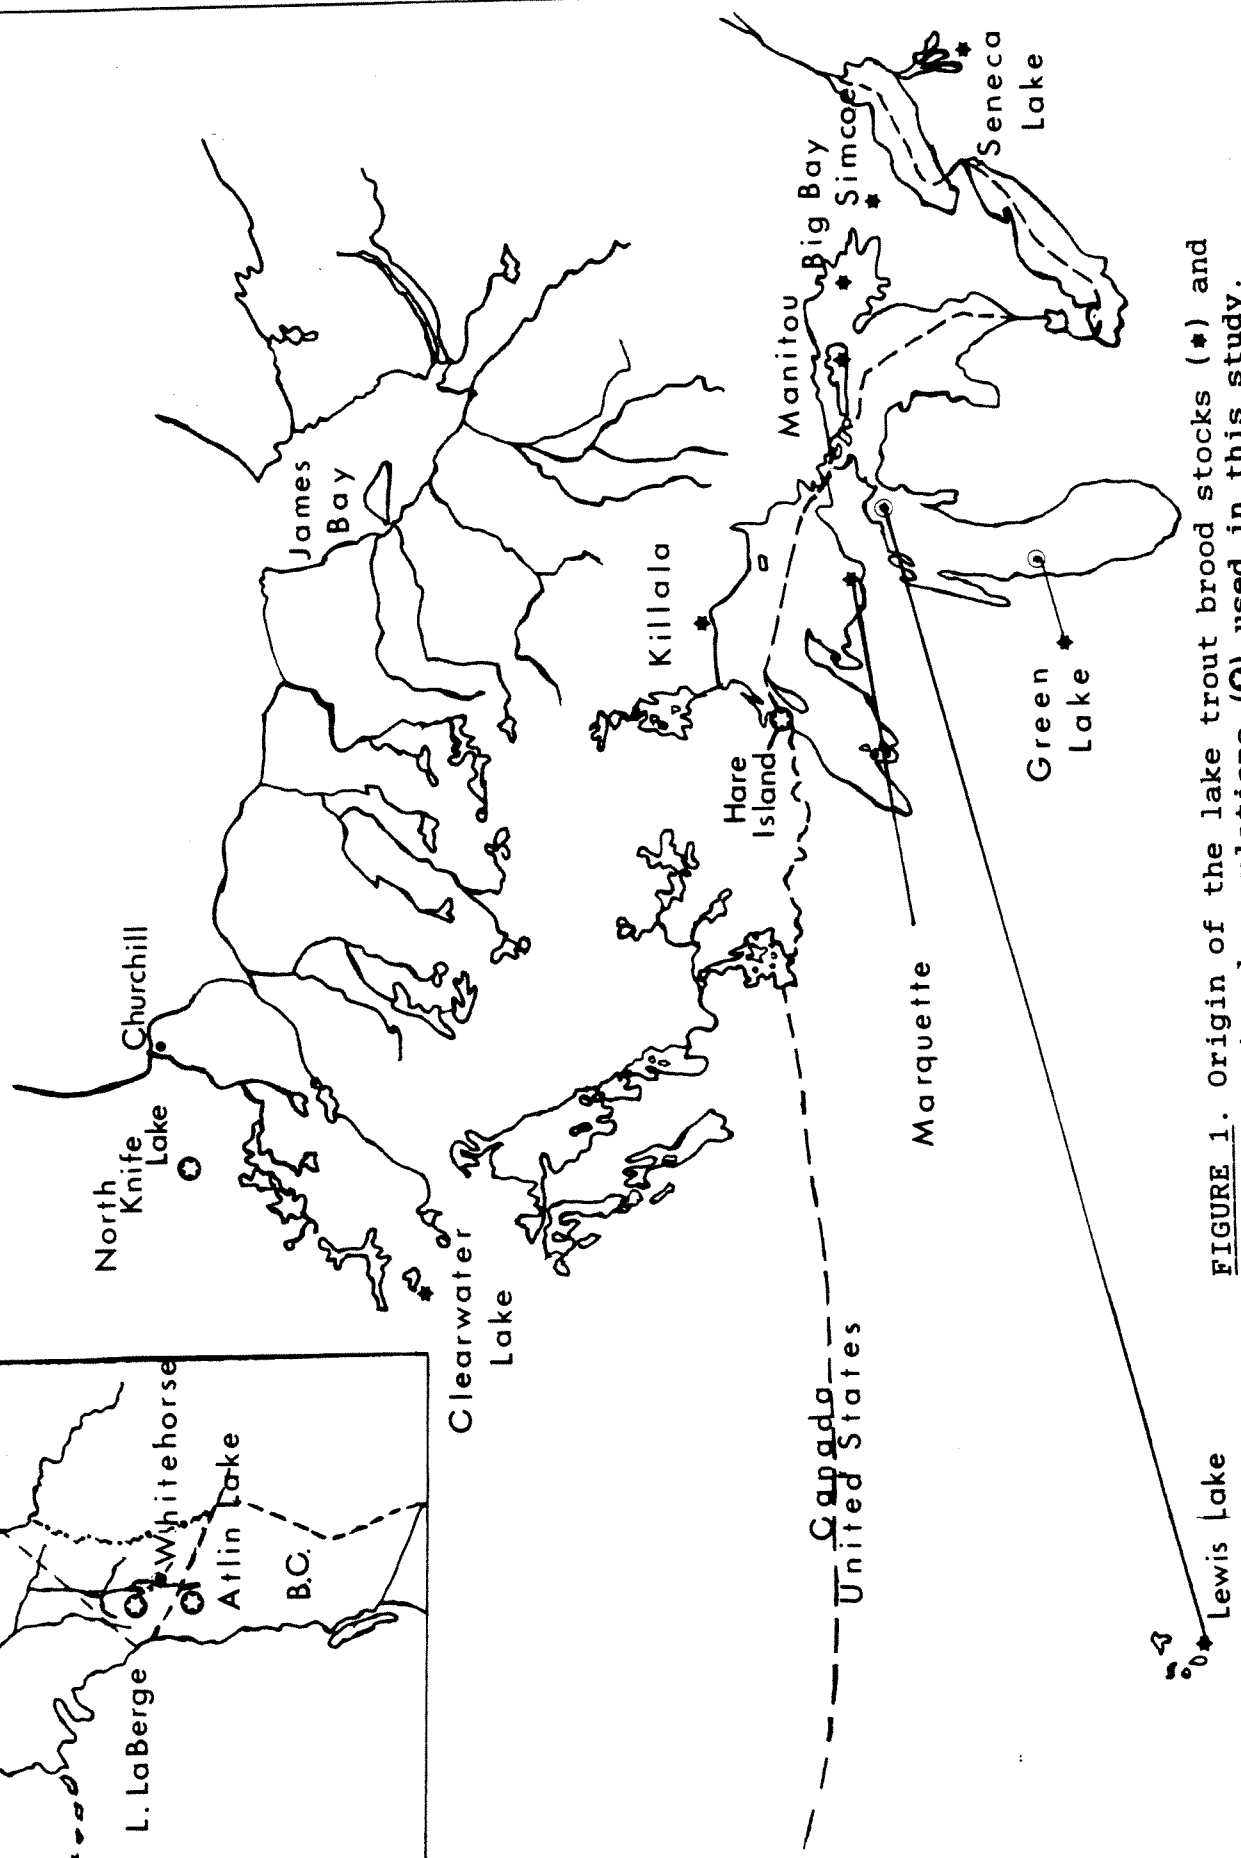 North
Knife
Lake
Churchill
James
Bay
Whitehorse
Atlin Lake
B.C.
L. LaBerge
Clearwater
Lake
Killala
Hare
Island
Manitou
Big Bay
Simcoe
Seneca
Lake
Canada
United States
Marquette
Green
Lake
Lewis Lake
FIGURE 1. Origin of the lake trout brood stocks (*) and
used in this study.